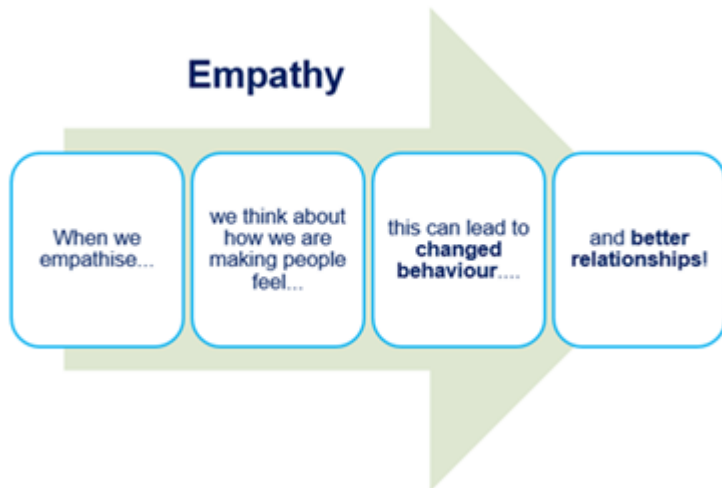 Empathy
When we
empathise...
we think about
how we are
making people
feel...
this can lead to
changed
behaviour....
and better
relationships!